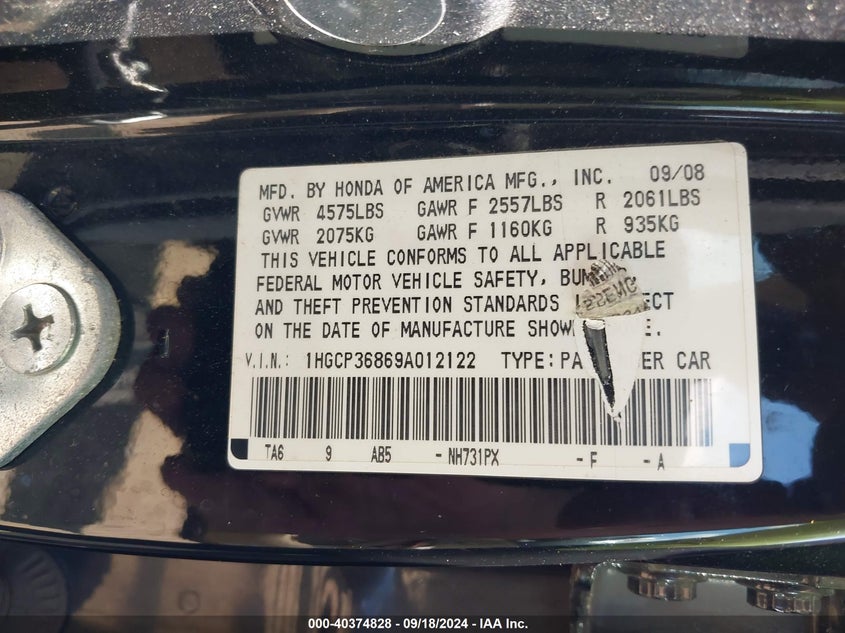 MFD. BY HONDA OF AMERICA MFG., INC. 09/08
GVWR 4575LBS GAWR F 2557LBS R 2061LBS
GVWR 2075KG GAWR F 1160KG R 935KG
THIS VEHICLE CONFORMS TO ALL APPLICABLE
FEDERAL MOTOR VEHICLE SAFETY,
AND THEFT PREVENTION STANDARDS
ON THE DATE OF MANUFACTURE
V.I.N.: 1HGCP36869A012122 TYPE: CAR
TA6 9 AB5 - NH731PX - F - A
000-40374828 - 09/18/2024 - IAA Inc.